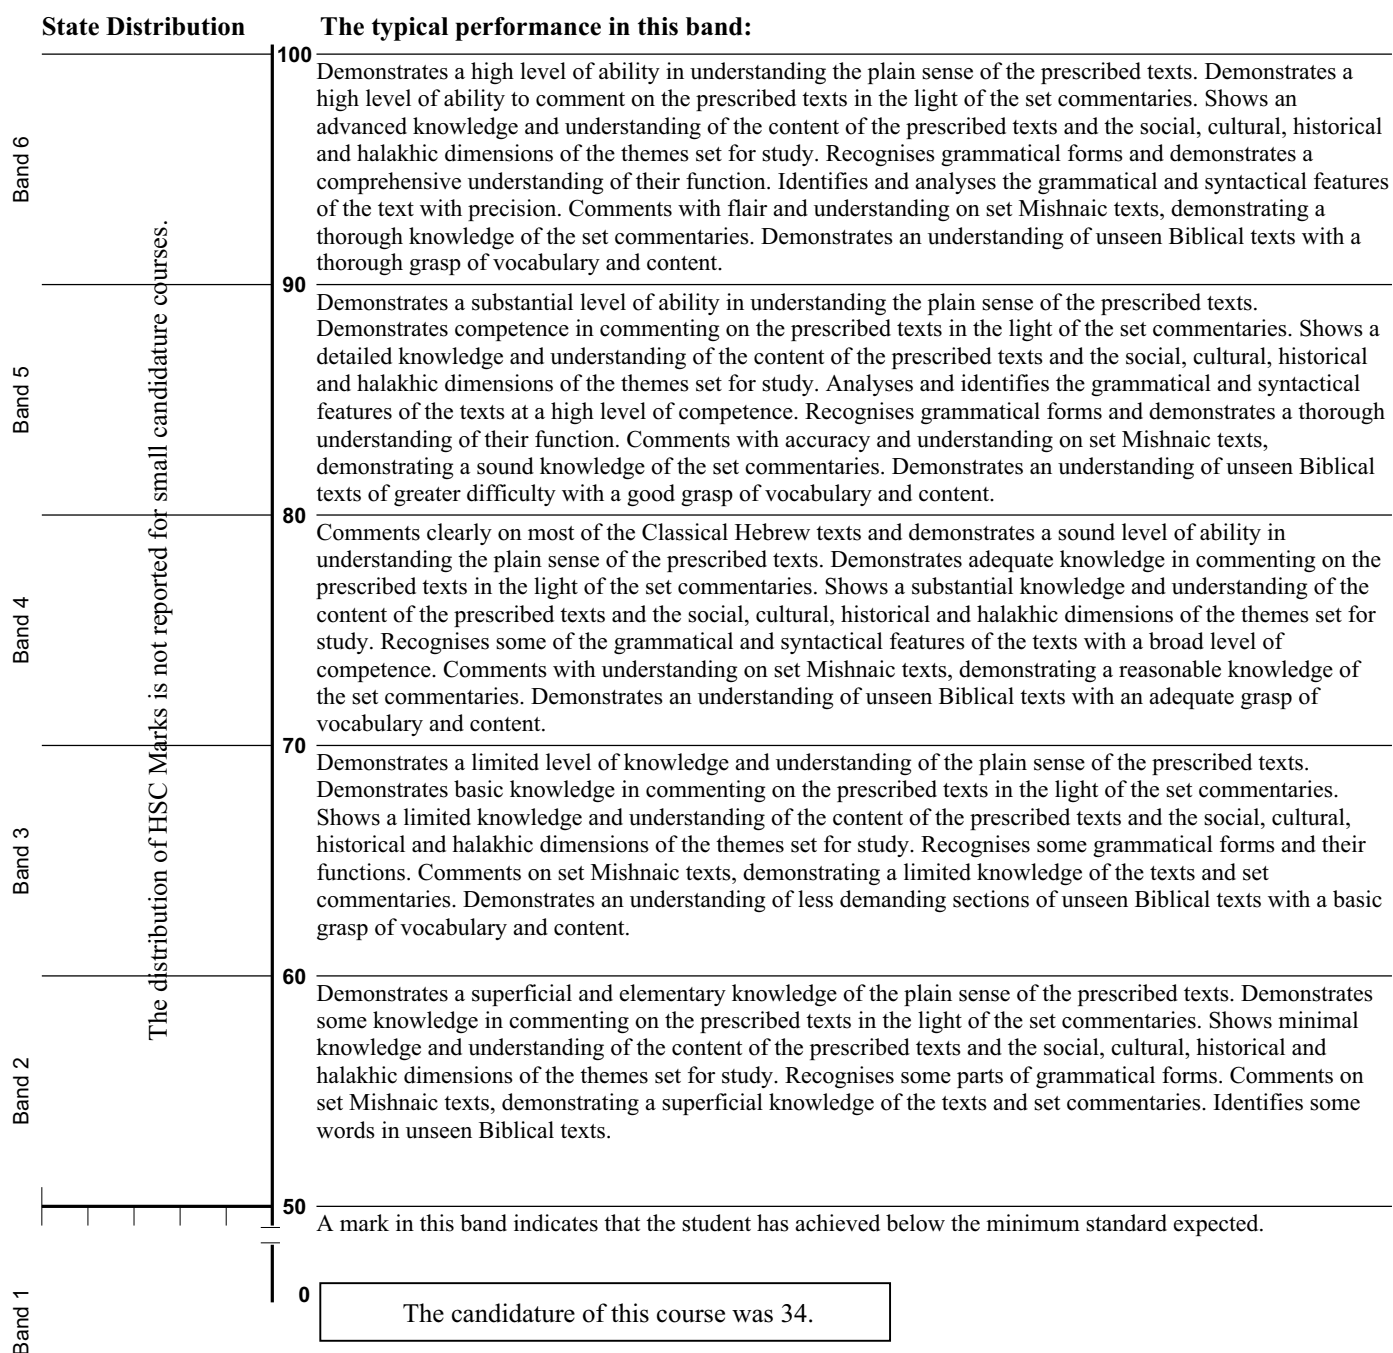 State Distribution
The typical performance in this band:
100
Band 6
Demonstrates a high level of ability in understanding the plain sense of the prescribed texts. Demonstrates a
high level of ability to comment on the prescribed texts in the light of the set commentaries. Shows an
advanced knowledge and understanding of the content of the prescribed texts and the social, cultural, historical
and halakhic dimensions of the themes set for study. Recognises grammatical forms and demonstrates a
comprehensive understanding of their function. Identifies and analyses the grammatical and syntactical features
of the text with precision. Comments with flair and understanding on set Mishnaic texts, demonstrating a
thorough knowledge of the set commentaries. Demonstrates an understanding of unseen Biblical texts with a
thorough grasp of vocabulary and content.
The distribution of HSC Marks is not reported for small candidature courses.
90
Band 5
Demonstrates a substantial level of ability in understanding the plain sense of the prescribed texts.
Demonstrates competence in commenting on the prescribed texts in the light of the set commentaries. Shows a
detailed knowledge and understanding of the content of the prescribed texts and the social, cultural, historical
and halakhic dimensions of the themes set for study. Analyses and identifies the grammatical and syntactical
features of the texts at a high level of competence. Recognises grammatical forms and demonstrates a thorough
understanding of their function. Comments with accuracy and understanding on set Mishnaic texts,
demonstrating a sound knowledge of the set commentaries. Demonstrates an understanding of unseen Biblical
texts of greater difficulty with a good grasp of vocabulary and content.
80
Band 4
Comments clearly on most of the Classical Hebrew texts and demonstrates a sound level of ability in
understanding the plain sense of the prescribed texts. Demonstrates adequate knowledge in commenting on the
prescribed texts in the light of the set commentaries. Shows a substantial knowledge and understanding of the
content of the prescribed texts and the social, cultural, historical and halakhic dimensions of the themes set for
study. Recognises some of the grammatical and syntactical features of the texts with a broad level of
competence. Comments with understanding on set Mishnaic texts, demonstrating a reasonable knowledge of
the set commentaries. Demonstrates an understanding of unseen Biblical texts with an adequate grasp of
vocabulary and content.
70
Band 3
Demonstrates a limited level of knowledge and understanding of the plain sense of the prescribed texts.
Demonstrates basic knowledge in commenting on the prescribed texts in the light of the set commentaries.
Shows a limited knowledge and understanding of the content of the prescribed texts and the social, cultural,
historical and halakhic dimensions of the themes set for study. Recognises some grammatical forms and their
functions. Comments on set Mishnaic texts, demonstrating a limited knowledge of the texts and set
commentaries. Demonstrates an understanding of less demanding sections of unseen Biblical texts with a basic
grasp of vocabulary and content.
60
Band 2
Demonstrates a superficial and elementary knowledge of the plain sense of the prescribed texts. Demonstrates
some knowledge in commenting on the prescribed texts in the light of the set commentaries. Shows minimal
knowledge and understanding of the content of the prescribed texts and the social, cultural, historical and
halakhic dimensions of the themes set for study. Recognises some parts of grammatical forms. Comments on
set Mishnaic texts, demonstrating a superficial knowledge of the texts and set commentaries. Identifies some
words in unseen Biblical texts.
50
A mark in this band indicates that the student has achieved below the minimum standard expected.
0
Band 1
The candidature of this course was 34.